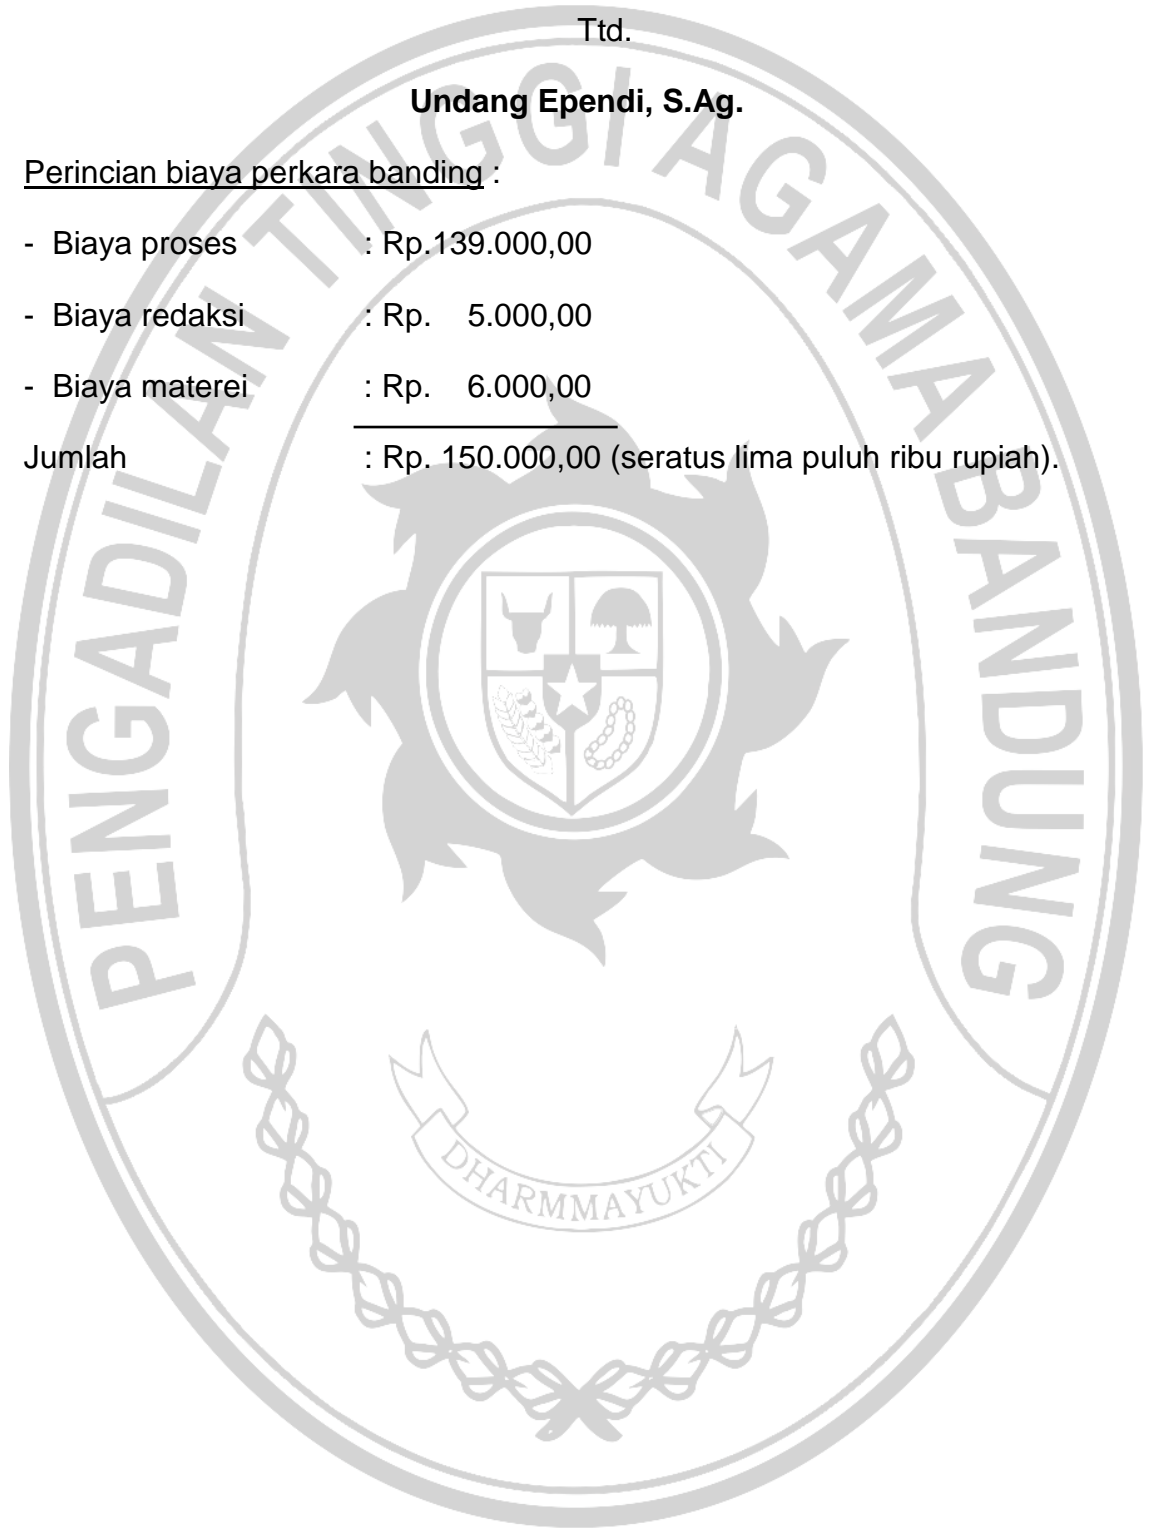 Ttd.
Undang Ependi, S.Ag.
Perincian biaya perkara banding :
- Biaya proses : Rp.139.000,00
- Biaya redaksi : Rp. 5.000,00
- Biaya materei : Rp. 6.000,00
Jumlah : Rp. 150.000,00 (seratus lima puluh ribu rupiah).
PENGADILAN TINGGI AGAMA BANDUNG
DHARMMAYUKTI